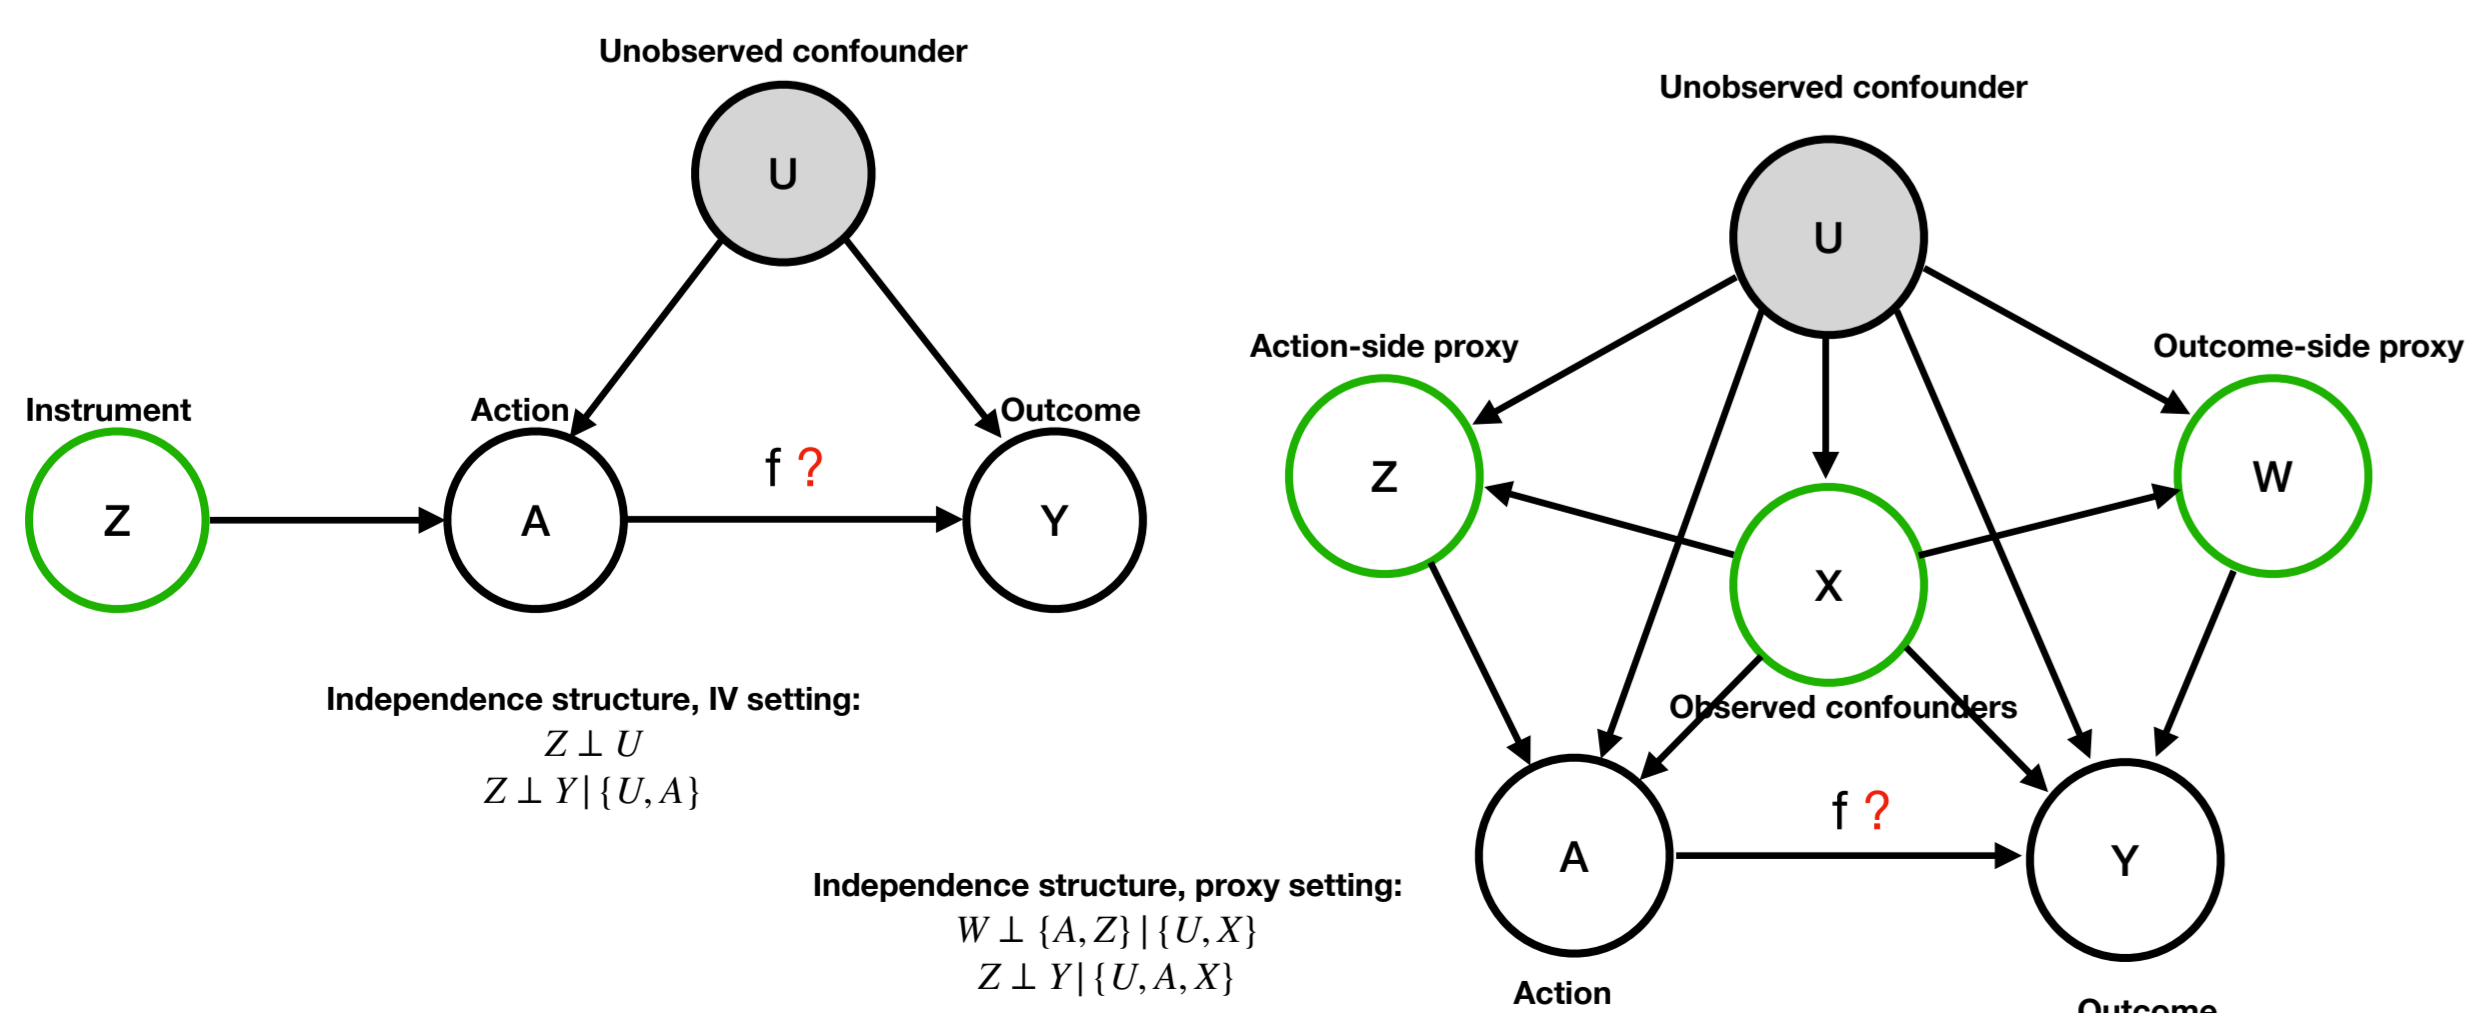 Unobserved confounder
U
Instrument
Action
Outcome
f ?
Z
A
Y
Independence structure, IV setting:
Z ⊥ U
Z ⊥ Y | {U, A}
Unobserved confounder
U
Action-side proxy
Outcome-side proxy
Z
W
X
Observed confounders
f ?
A
Y
Action
Outcome
Independence structure, proxy setting:
W ⊥ {A, Z} | {U, X}
Z ⊥ Y | {U, A, X}